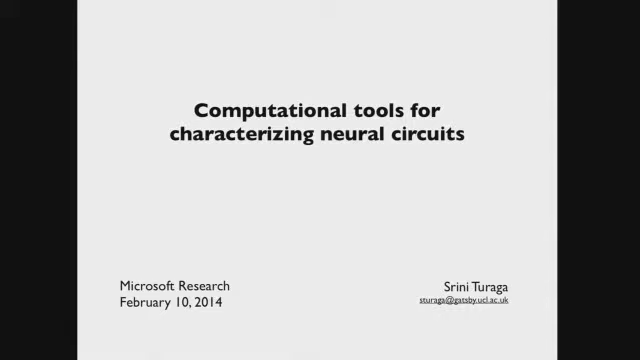 Computational tools for
characterizing neural circuits
Microsoft Research
February 10, 2014
Srini Turaga
sturaga@gatsby.ucl.ac.uk